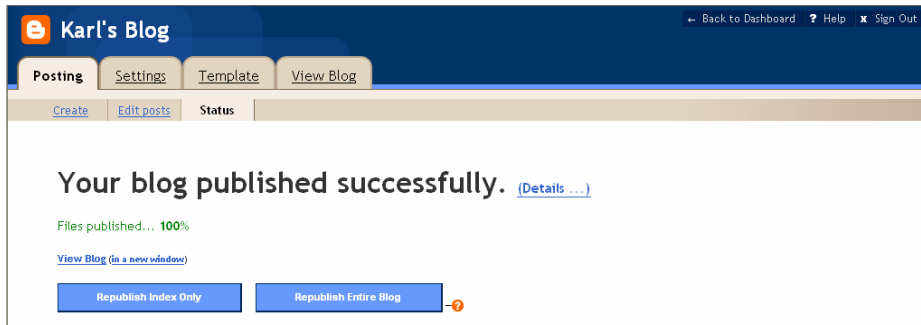 Karl's Blog
← Back to Dashboard ? Help x Sign Out
Posting Settings Template View Blog
Create Edit posts Status
Your blog published successfully. (Details ...)
Files published... 100%
View Blog (in a new window)
Republish Index Only Republish Entire Blog ?